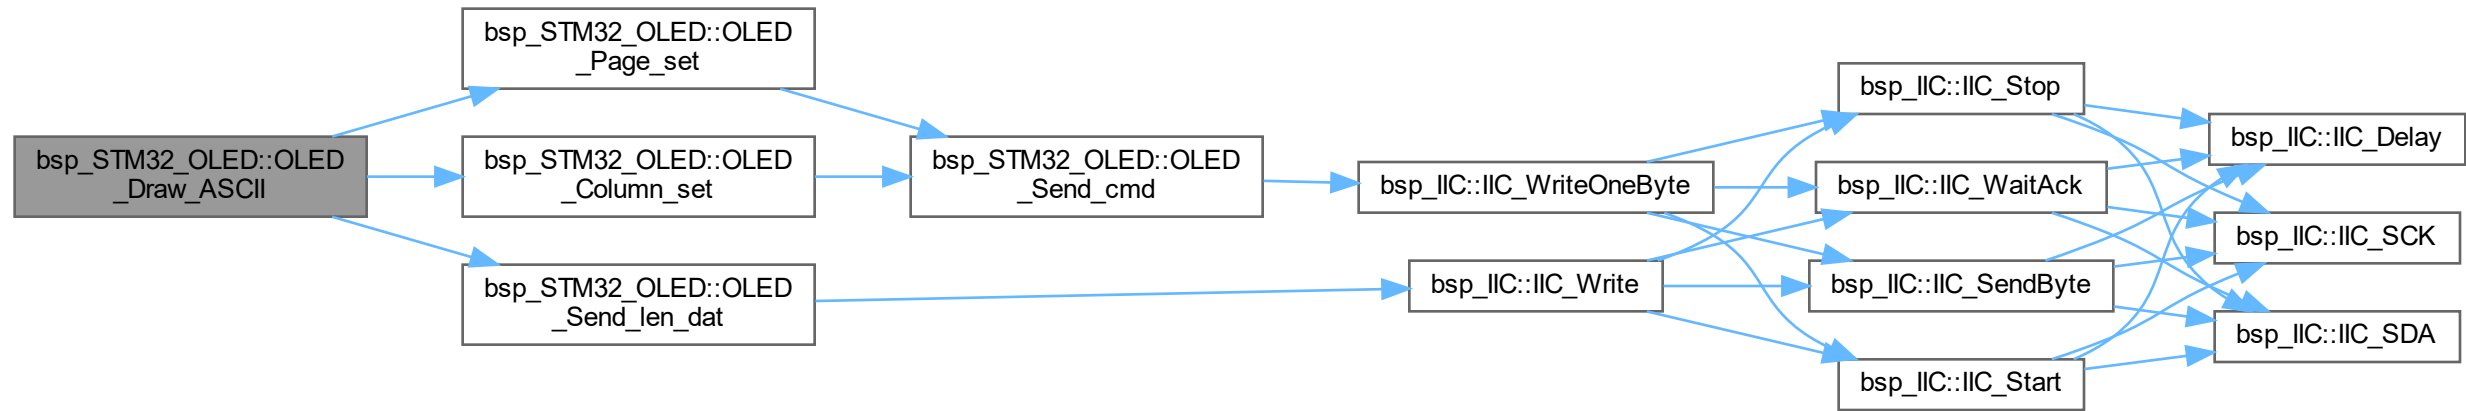 bsp_STM32_OLED::OLED
_Draw_ASCII
bsp_STM32_OLED::OLED
_Page_set
bsp_STM32_OLED::OLED
_Column_set
bsp_STM32_OLED::OLED
_Send_len_dat
bsp_STM32_OLED::OLED
_Send_cmd
bsp_IIC::IIC_WriteOneByte
bsp_IIC::IIC_Write
bsp_IIC::IIC_Stop
bsp_IIC::IIC_WaitAck
bsp_IIC::IIC_SendByte
bsp_IIC::IIC_Start
bsp_IIC::IIC_Delay
bsp_IIC::IIC_SCK
bsp_IIC::IIC_SDA